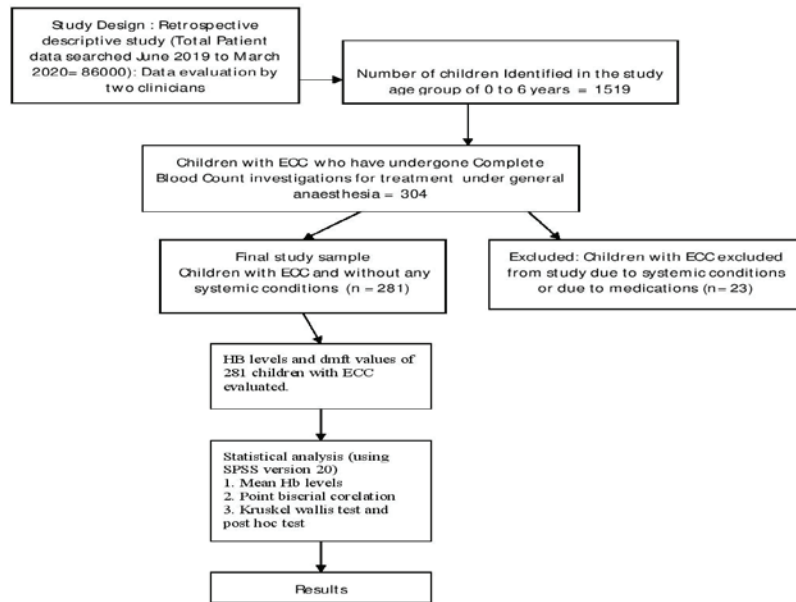 Study Design : Retrospective
descriptive study (Total Patient
data searched June 2019 to March
2020= 86000): Data evaluation by
two clinicians
Number of children Identified in the study
age group of 0 to 6 years = 1519
Children with ECC who have undergone Complete
Blood Count investigations for treatment under general
anaesthesia = 304
Final study sample
Children with ECC and without any
systemic conditions (n = 281)
Excluded: Children with ECC excluded
from study due to systemic conditions
or due to medications (n= 23)
HB levels and dmft values of
281 children with ECC
evaluated.
Statistical analysis (using
SPSS version 20)
1. Mean Hb levels
2. Point biserial corelation
3. Kruskel wallis test and
post hoc test
Results